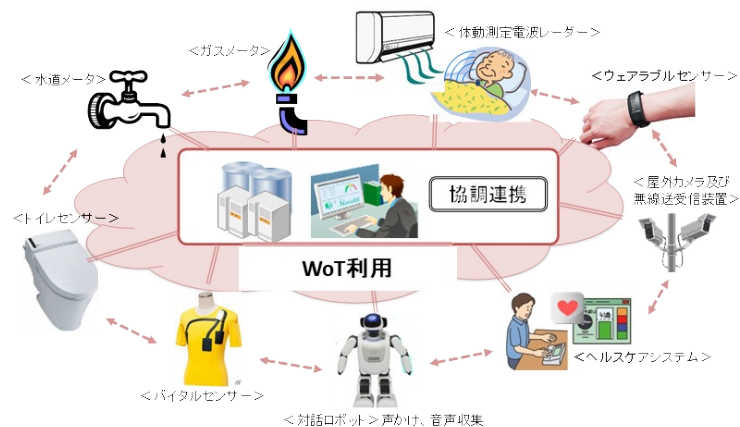 ＜体動測定電波レーダー＞
＜ガスメータ＞
＜水道メータ＞
＜ウェアラブルセンサー＞
協調連携
＜屋外カメラ及び
無線送受信装置＞
＜トイレセンサー＞
WoT利用
＜ヘルスケアシステム＞
＜バイタルセンサー＞
＜対話ロボット＞声かけ、音声収集